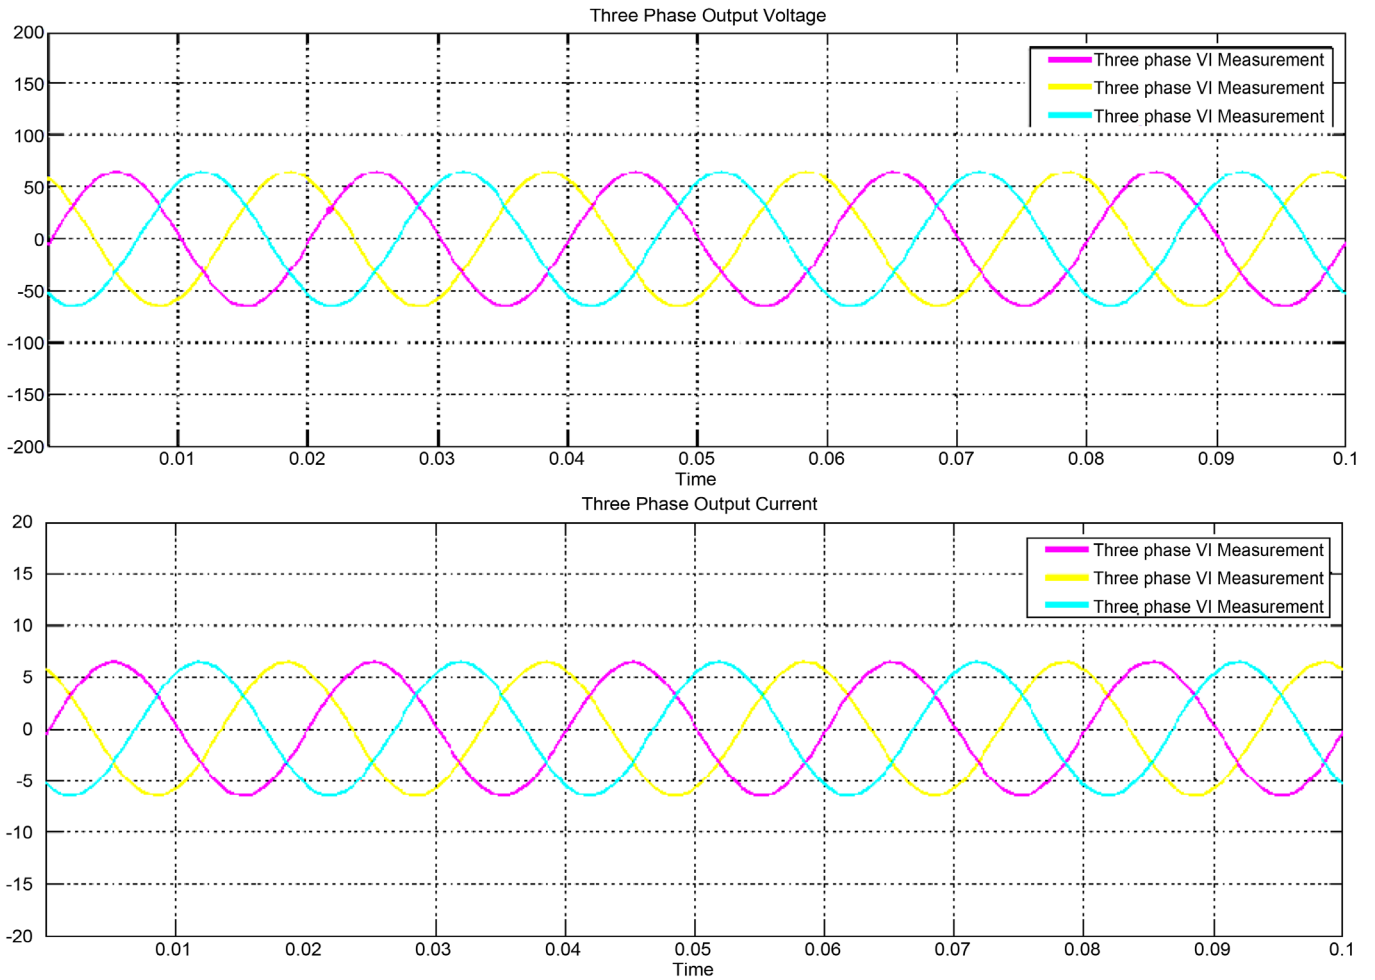 Three Phase Output Voltage
200
150
100
50
0
-50
-100
-150
-200
Three phase VI Measurement
Three phase VI Measurement
Three phase VI Measurement
0.01 0.02 0.03 0.04 0.05 0.06 0.07 0.08 0.09 0.1
Time
Three Phase Output Current
20
15
10
5
0
-5
-10
-15
-20
Three phase VI Measurement
Three phase VI Measurement
Three phase VI Measurement
0.01 0.02 0.03 0.04 0.05 0.06 0.07 0.08 0.09 0.1
Time